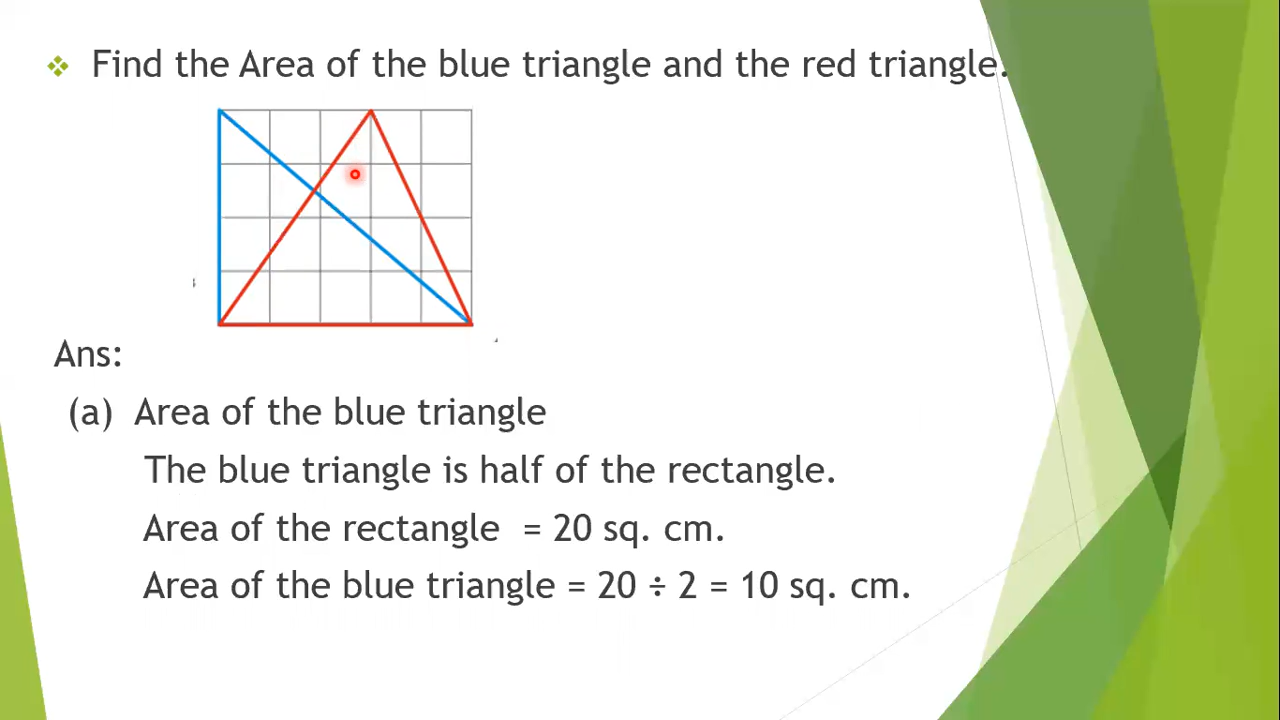 Find the Area of the blue triangle and the red triangle.
Ans:
(a) Area of the blue triangle
The blue triangle is half of the rectangle.
Area of the rectangle = 20 sq. cm.
Area of the blue triangle = 20 ÷ 2 = 10 sq. cm.